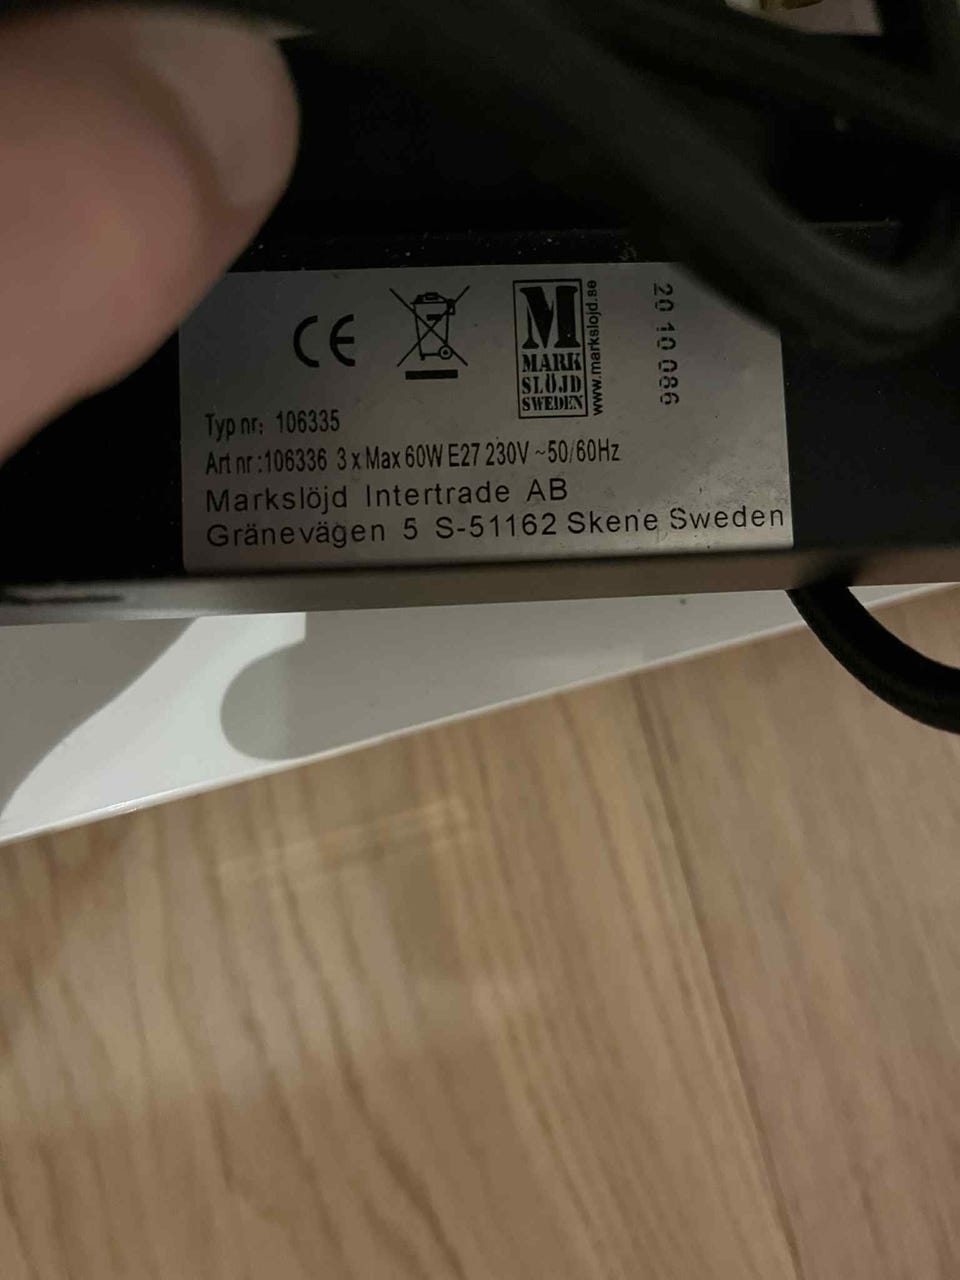 CE
M
MARK
SLÖJD
SWEDEN
www.markslojd.se
20 10 086
Typ nr: 106335
Art nr :106336 3 x Max 60W E27 230V ~50/60Hz
Markslöjd Intertrade AB
Gränevägen 5 S-51162 Skene Sweden